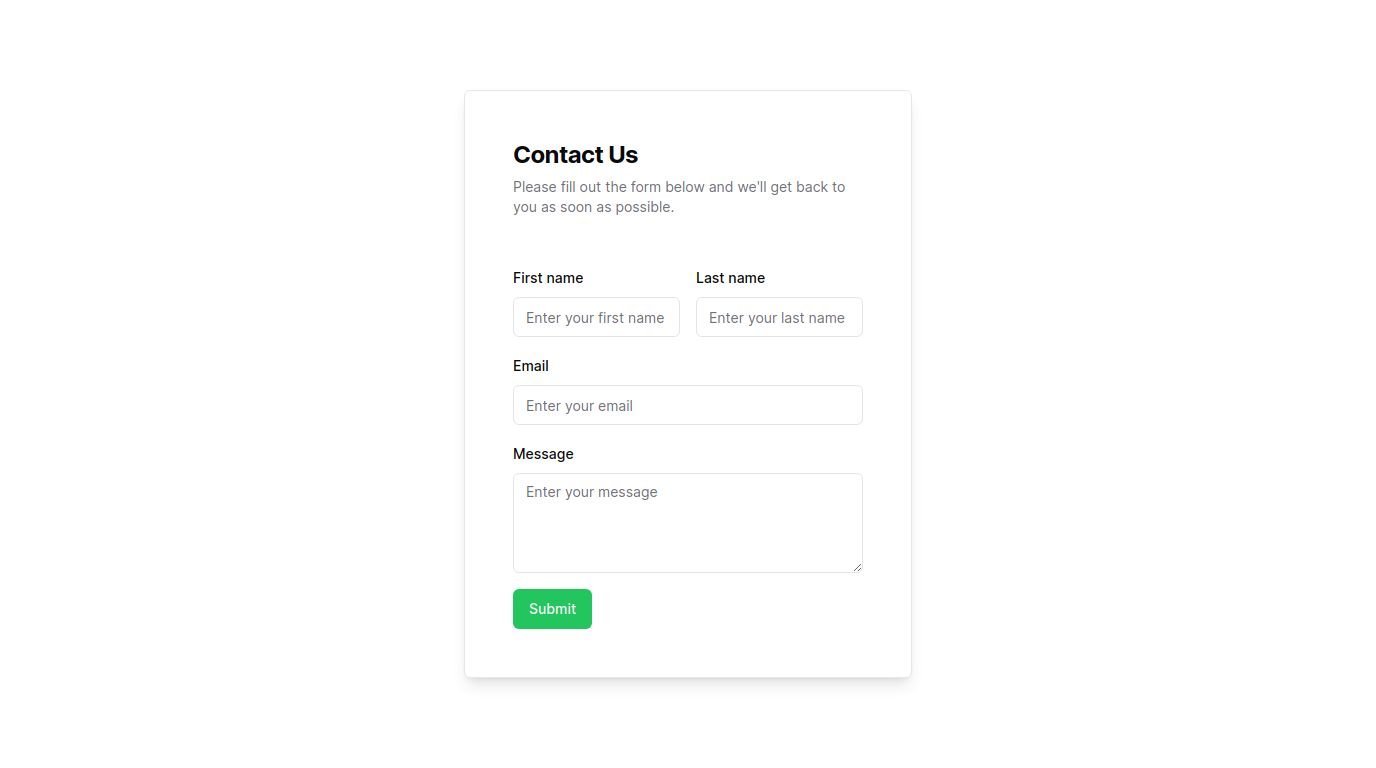 Contact Us
Please fill out the form below and we'll get back to
you as soon as possible.
First name
Last name
Enter your first name
Enter your last name
Email
Enter your email
Message
Enter your message
Submit